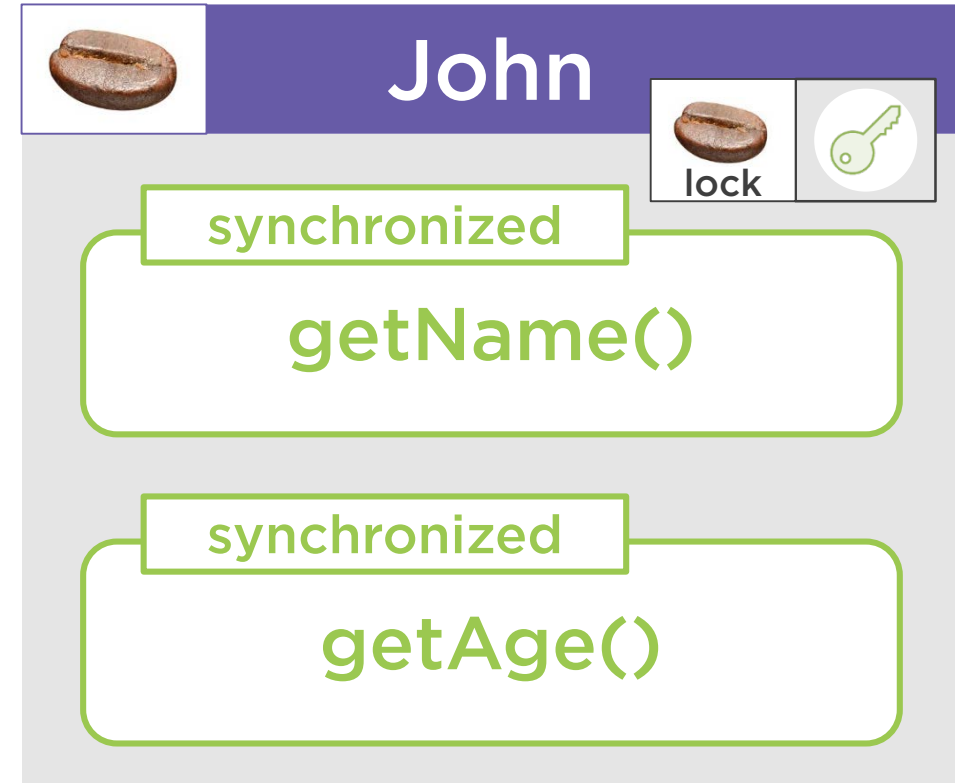 John
lock
synchronized
getName()
synchronized
getAge()